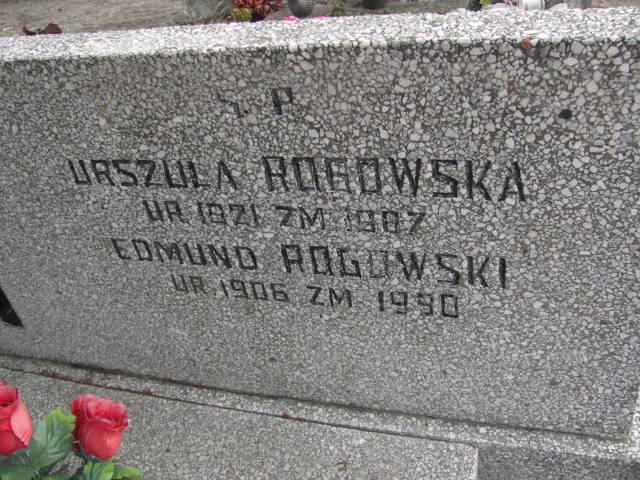 Ś. P.
URSZULA ROGOWSKA
UR. 1921 ZM. 1987
EDMUND ROGOWSKI
UR. 1906 ZM. 1990